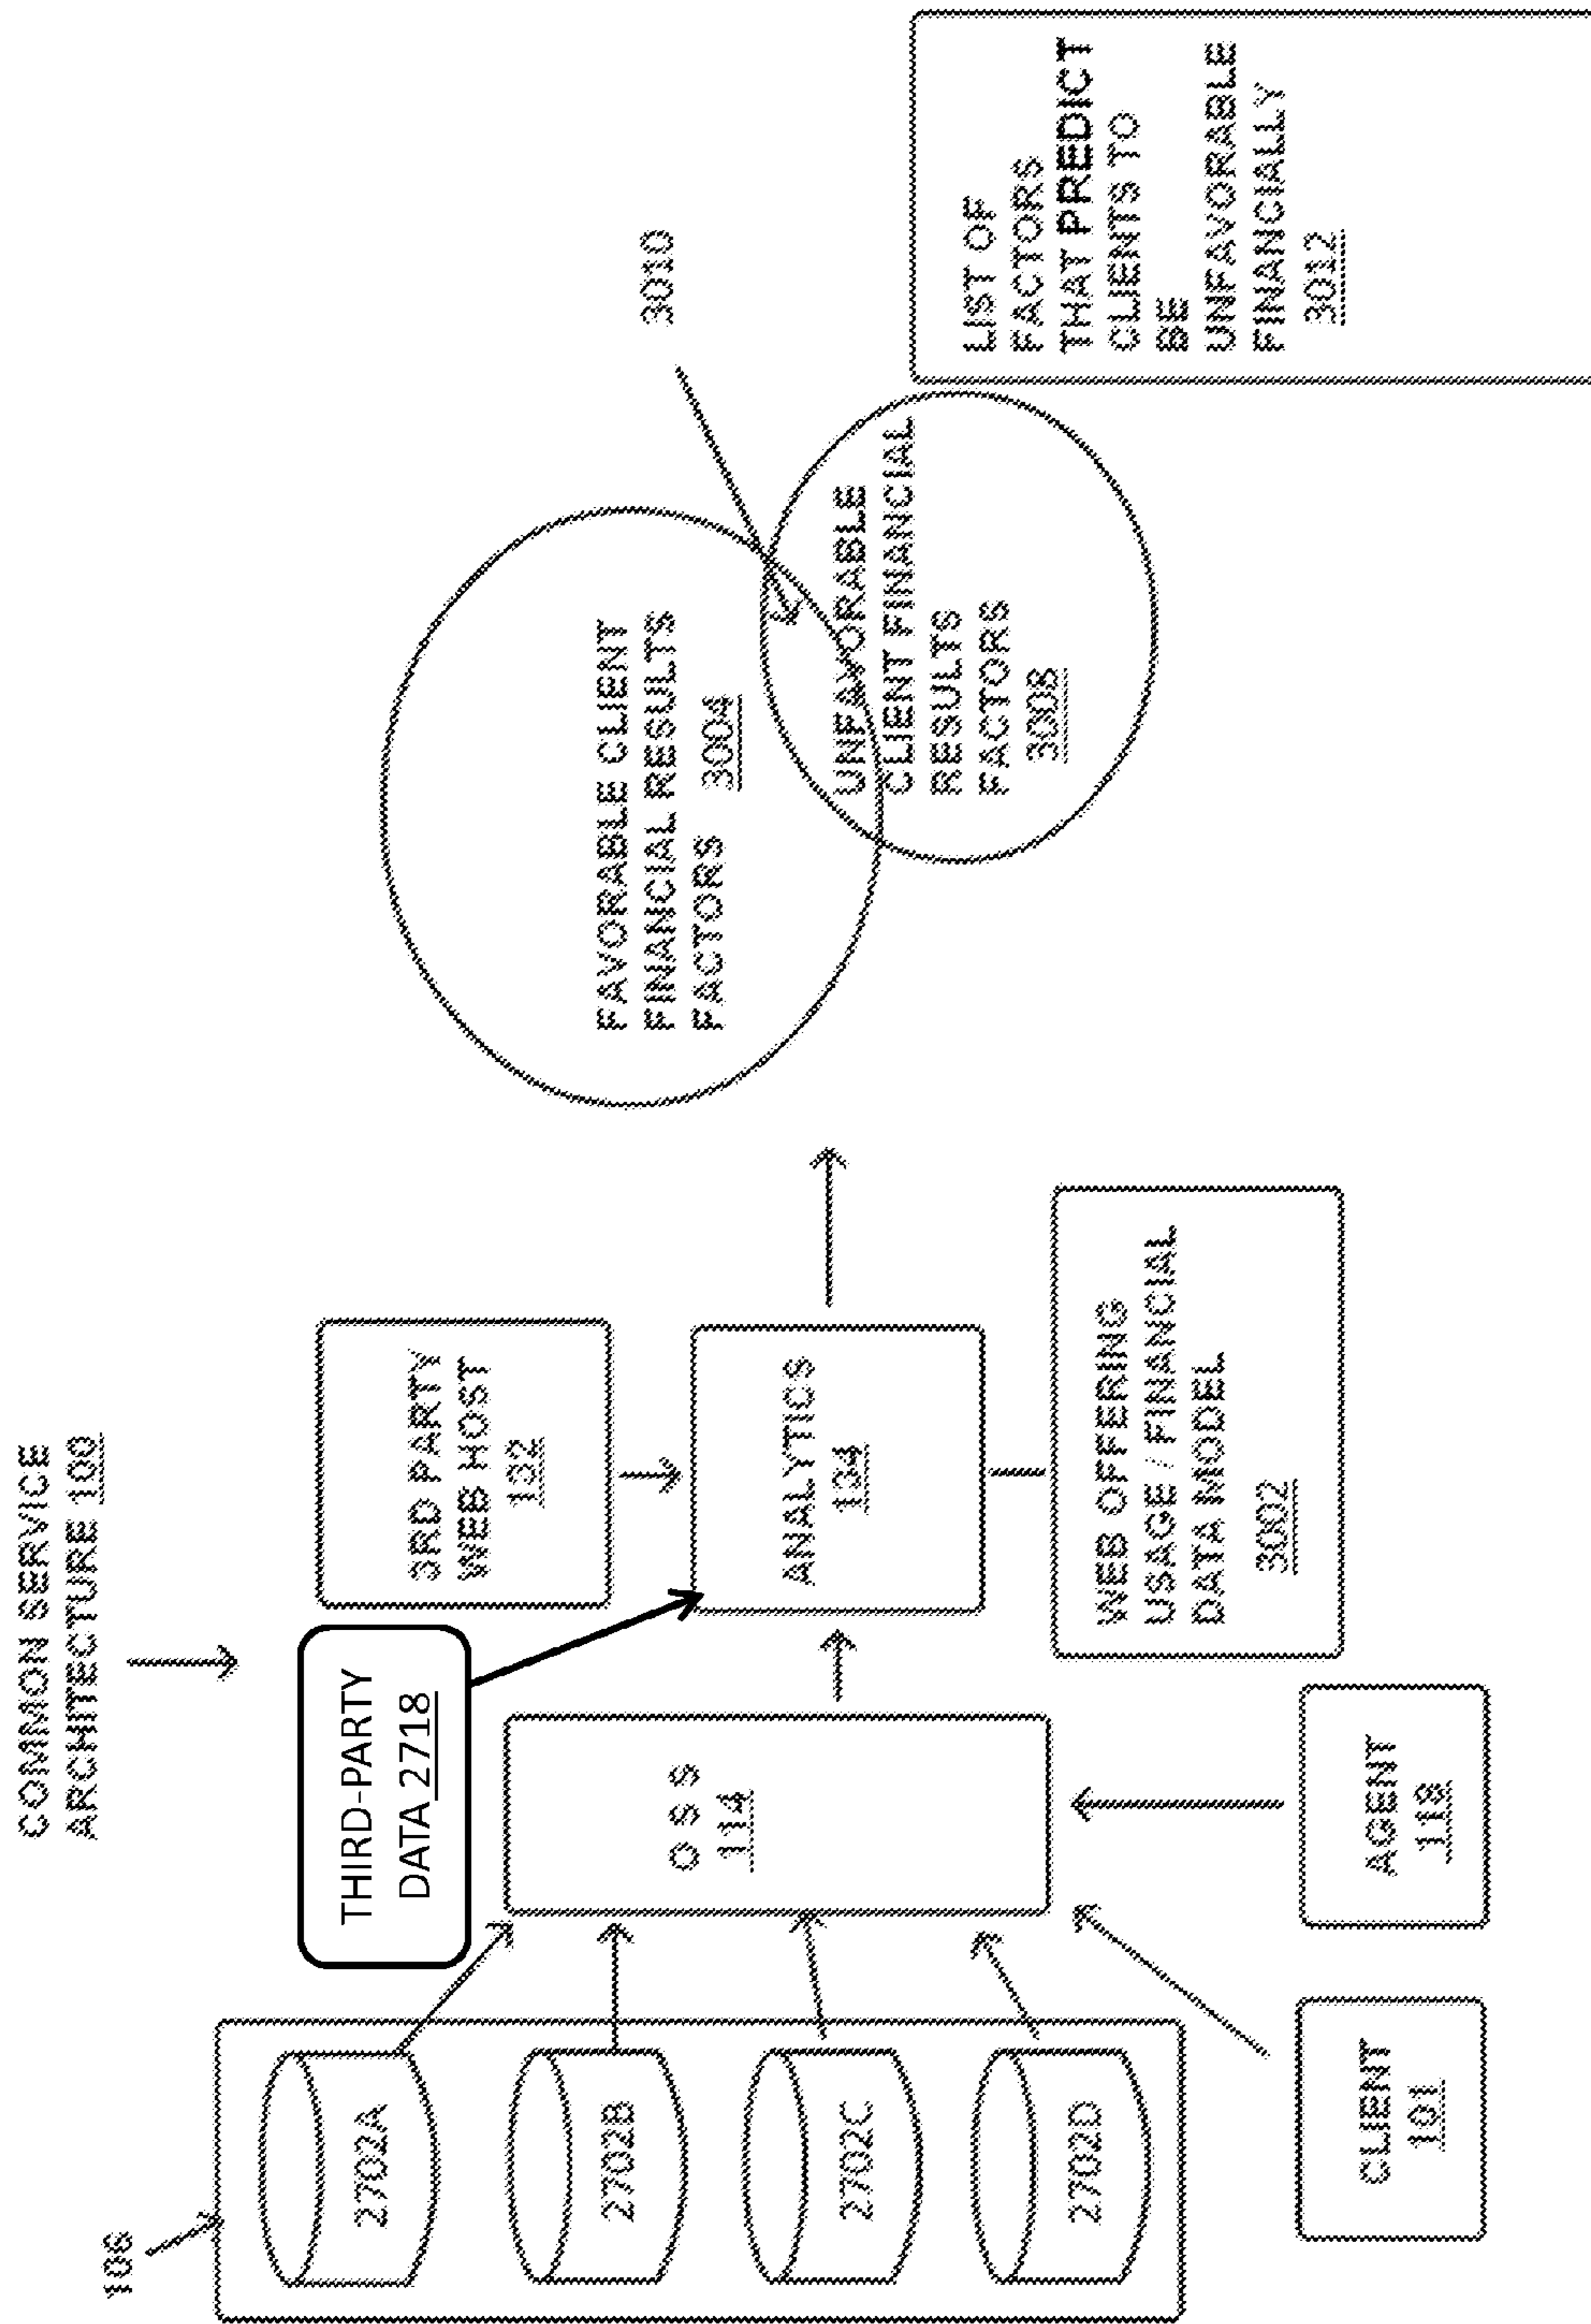 COMMON SERVICE
ARCHITECTURE 100
106
2702A
2702B
2702C
2702D
THIRD-PARTY
DATA 2718
O S S
114
CLIENT
101
AGENT
118
3RD PARTY
WEB HOST
132
ANALYTICS
134
WEB OFFERING
USAGE / FINANCIAL
DATA MODEL
3002
FAVORABLE CLIENT
FINANCIAL RESULTS
FACTORS 3004
UNFAVORABLE
CLIENT FINANCIAL
RESULTS
FACTORS
3008
3010
LIST OF
FACTORS
THAT PREDICT
CLIENTS TO
BE
UNFAVORABLE
FINANCIALLY
3012